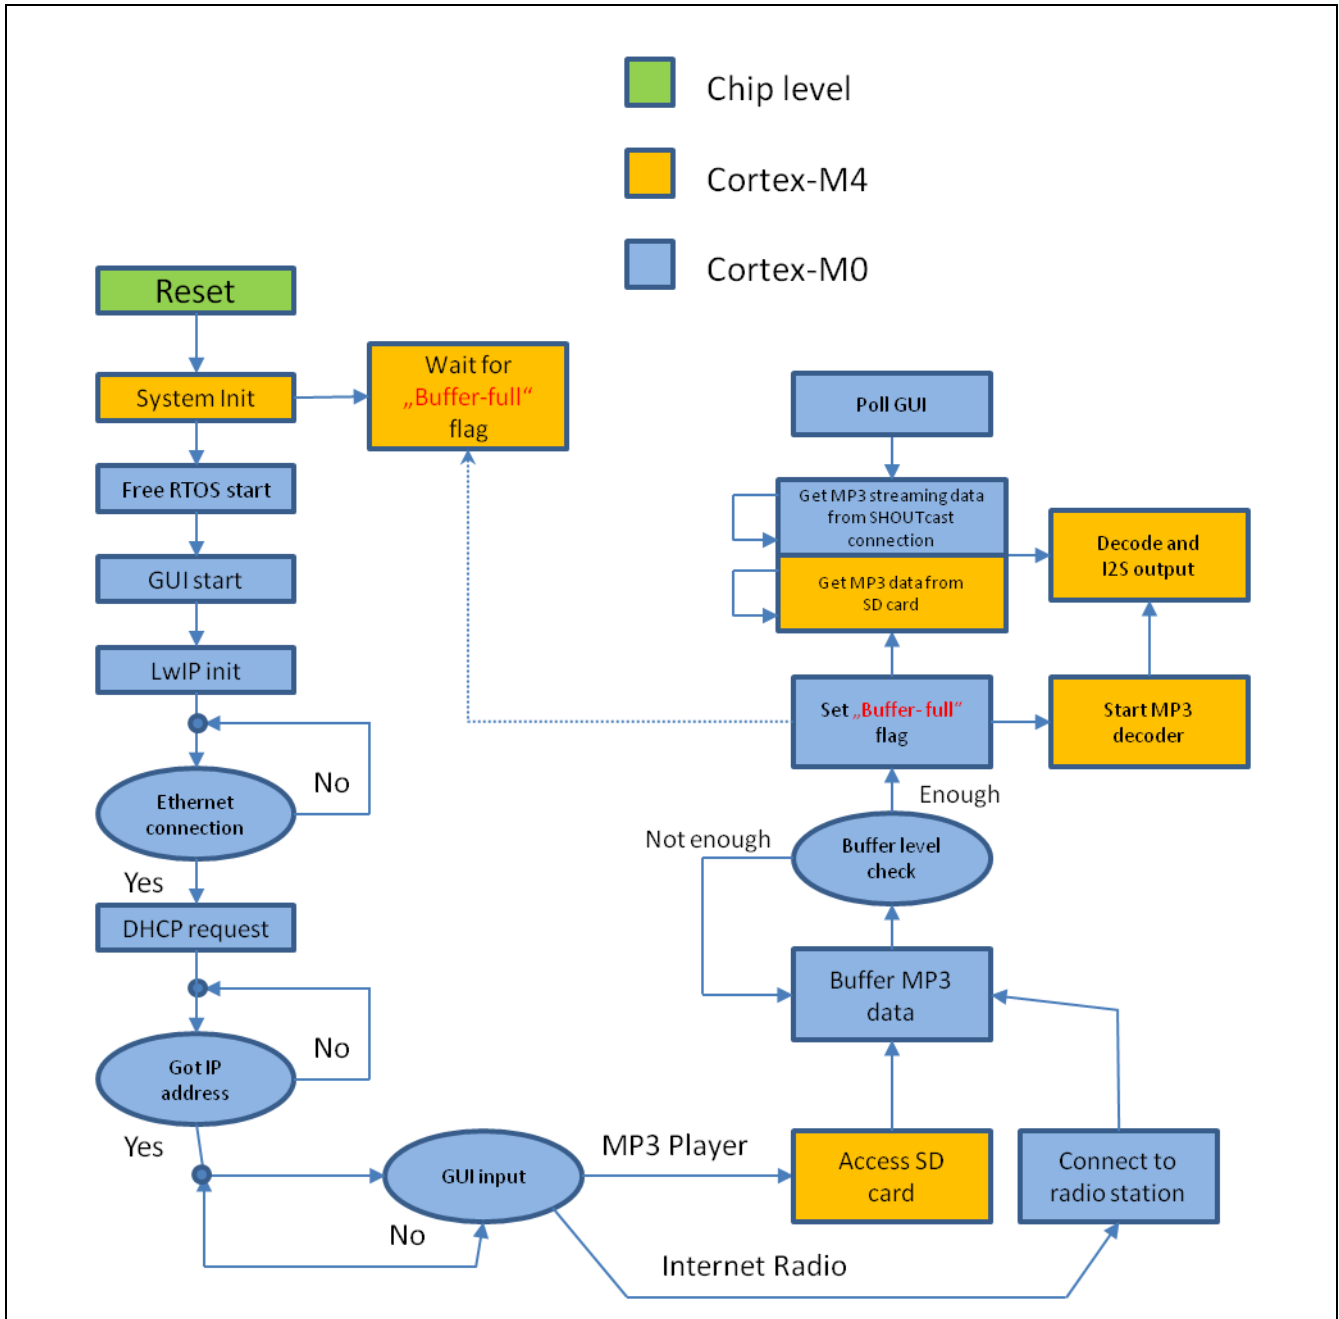 Chip level
Cortex-M4
Cortex-M0
Reset
System Init
Wait for
„Buffer-full“
flag
Free RTOS start
GUI start
LwIP init
Ethernet
connection
No
Yes
DHCP request
Got IP
address
No
Yes
GUI input
No
MP3 Player
Internet Radio
Access SD
card
Connect to
radio station
Buffer MP3
data
Buffer level
check
Not enough
Enough
Set „Buffer- full“
flag
Start MP3
decoder
Poll GUI
Get MP3 streaming data
from SHOUTcast
connection
Get MP3 data from
SD card
Decode and
I2S output